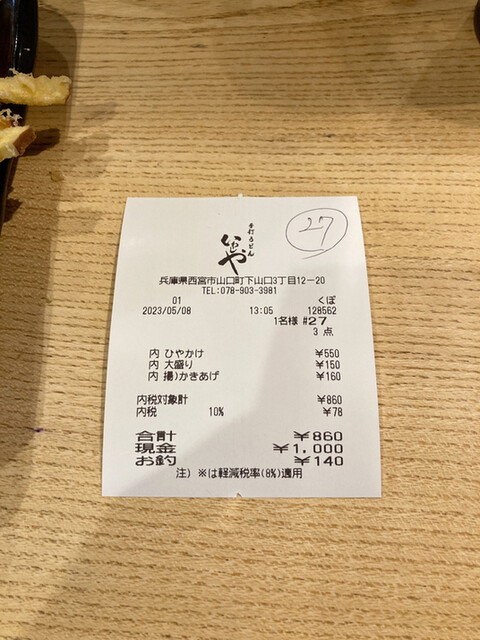 27
手打うどん
いせや
兵庫県西宮市山口町下山口3丁目12-20
TEL:078-903-3981
01 くぼ
2023/05/08 13:05 128562
1名様 #27
3 点
内 ひやかけ ¥550
内 大盛り ¥150
内 揚)かきあげ ¥160
内税対象計 ¥860
内税 10% ¥78
合計 ¥860
現金 ¥1,000
お釣 ¥140
注) ※は軽減税率(8%)適用